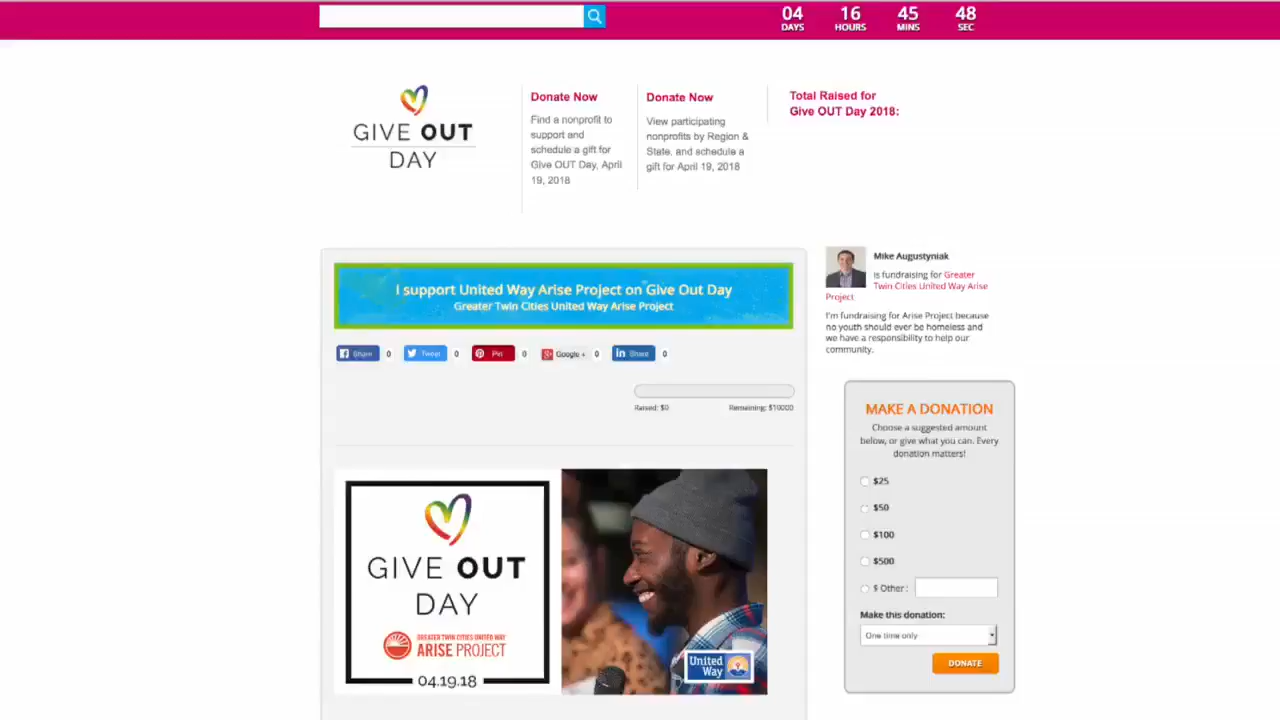 04 16 45 48
DAYS HOURS MINS SEC
GIVE OUT
DAY
Donate Now
Find a nonprofit to
support and
schedule a gift for
Give OUT Day, April
19, 2018
Donate Now
View participating
nonprofits by Region &
State, and schedule a
gift for April 19, 2018
Total Raised for
Give OUT Day 2018:
I support United Way Arise Project on Give Out Day
Greater Twin Cities United Way Arise Project
Share 0 Tweet 0 Pin 0 Google + 0 Share 0
Raised: $0 Remaining: $10000
GIVE OUT
DAY
GREATER TWIN CITIES UNITED WAY
ARISE PROJECT
04.19.18
United
Way
Mike Augustyniak
is fundraising for Greater
Twin Cities United Way Arise
Project
I'm fundraising for Arise Project because
no youth should ever be homeless and
we have a responsibility to help our
community.
MAKE A DONATION
Choose a suggested amount
below, or give what you can. Every
donation matters!
$25
$50
$100
$500
$ Other :
Make this donation:
One time only
DONATE